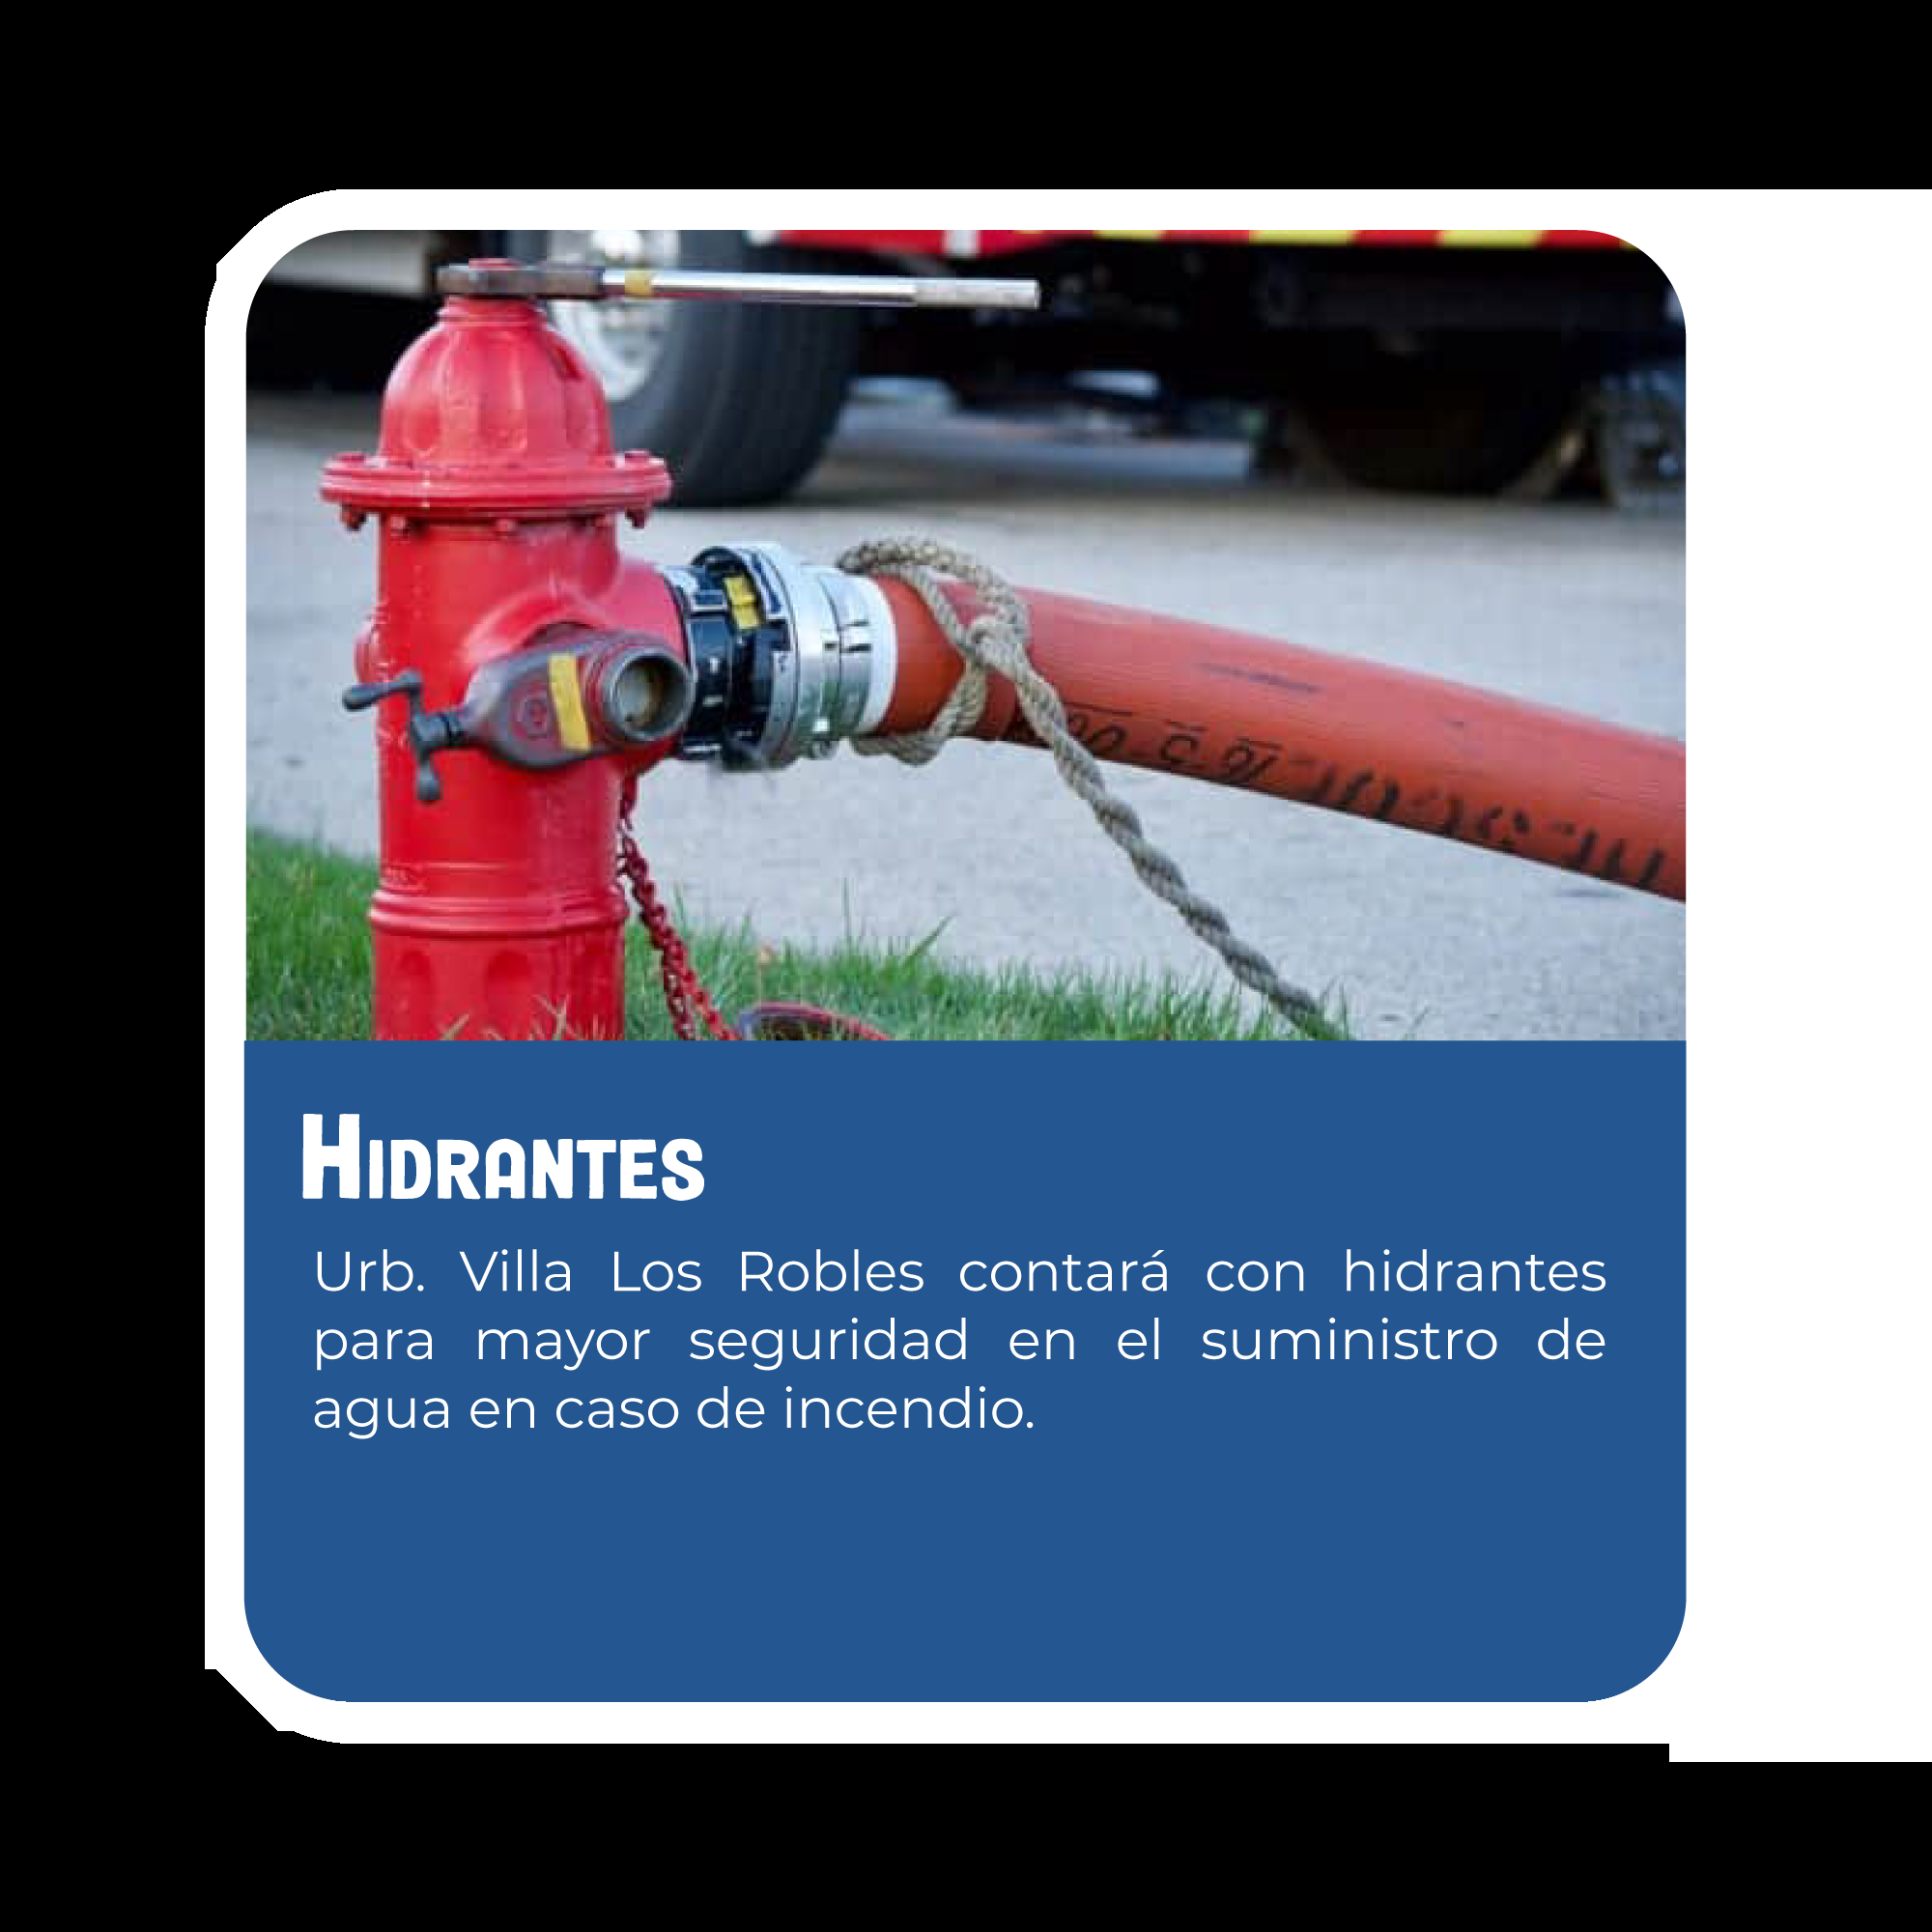 Hidrantes
Urb. Villa Los Robles contará con hidrantes
para mayor seguridad en el suministro de
agua en caso de incendio.